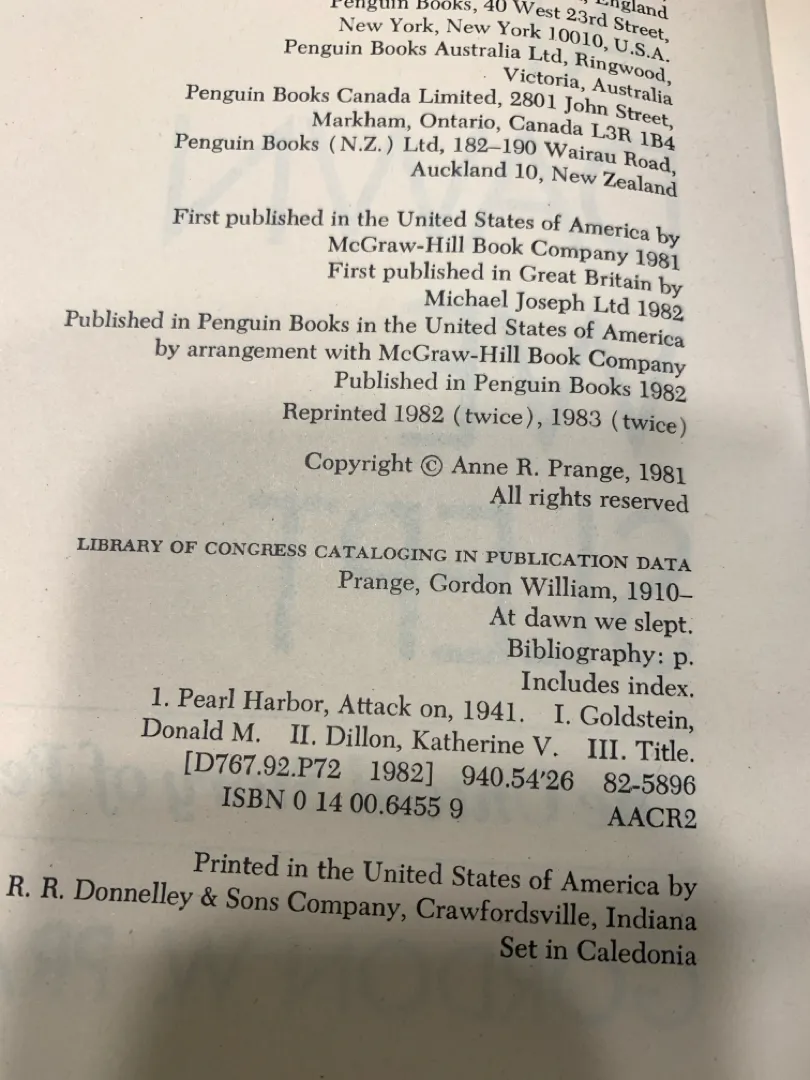 England
Penguin Books, 40 West 23rd Street,
New York, New York 10010, U.S.A.
Penguin Books Australia Ltd, Ringwood,
Victoria, Australia
Penguin Books Canada Limited, 2801 John Street,
Markham, Ontario, Canada L3R 1B4
Penguin Books (N.Z.) Ltd, 182–190 Wairau Road,
Auckland 10, New Zealand
First published in the United States of America by
McGraw-Hill Book Company 1981
First published in Great Britain by
Michael Joseph Ltd 1982
Published in Penguin Books in the United States of America
by arrangement with McGraw-Hill Book Company
Published in Penguin Books 1982
Reprinted 1982 (twice), 1983 (twice)
Copyright © Anne R. Prange, 1981
All rights reserved
LIBRARY OF CONGRESS CATALOGING IN PUBLICATION DATA
Prange, Gordon William, 1910–
At dawn we slept.
Bibliography: p.
Includes index.
1. Pearl Harbor, Attack on, 1941. I. Goldstein,
Donald M. II. Dillon, Katherine V. III. Title.
[D767.92.P72 1982] 940.54'26 82-5896
ISBN 0 14 00.6455 9 AACR2
Printed in the United States of America by
R. R. Donnelley & Sons Company, Crawfordsville, Indiana
Set in Caledonia